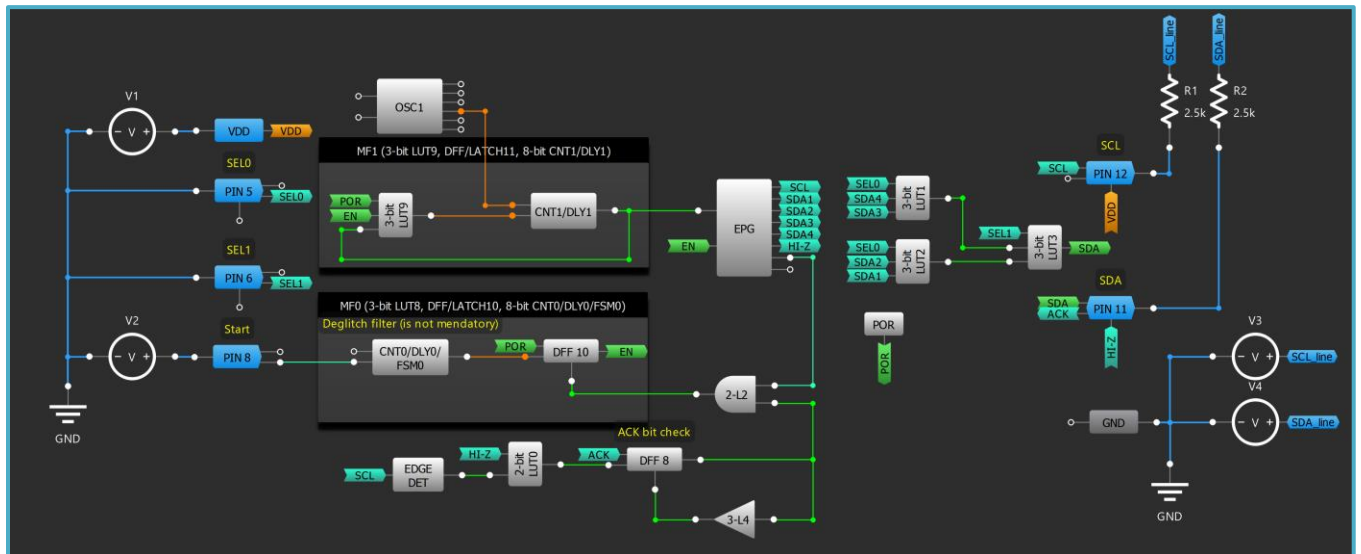 V1
VDD
VDD
SEL0
PIN 5
SEL0
SEL1
PIN 6
SEL1
V2
Start
PIN 8
GND
OSC1
MF1 (3-bit LUT9, DFF/LATCH11, 8-bit CNT1/DLY1)
POR
EN
3-bit
LUT9
CNT1/DLY1
MF0 (3-bit LUT8, DFF/LATCH10, 8-bit CNT0/DLY0/FSM0)
Deglitch filter (is not mendatory)
CNT0/DLY0/
FSM0
POR
DFF 10
EN
EN
EPG
SCL
SDA1
SDA2
SDA3
SDA4
HI-Z
2-L2
ACK bit check
SCL
EDGE
DET
HI-Z
2-bit
LUT0
ACK
DFF 8
3-L4
SEL0
SDA4
SDA3
3-bit
LUT1
SEL0
SDA2
SDA1
3-bit
LUT2
SEL1
3-bit
LUT3
SDA
POR
POR
SCL_line
SDA_line
R1
2.5k
R2
2.5k
SCL
SCL
PIN 12
VDD
SDA
SDA
ACK
PIN 11
HI-Z
V3
V
SCL_line
V4
V
SDA_line
GND
GND